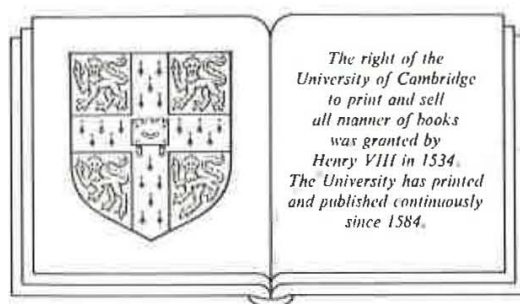 The right of the
University of Cambridge
to print and sell
all manner of books
was granted by
Henry VIII in 1534.
The University has printed
and published continuously
since 1584.